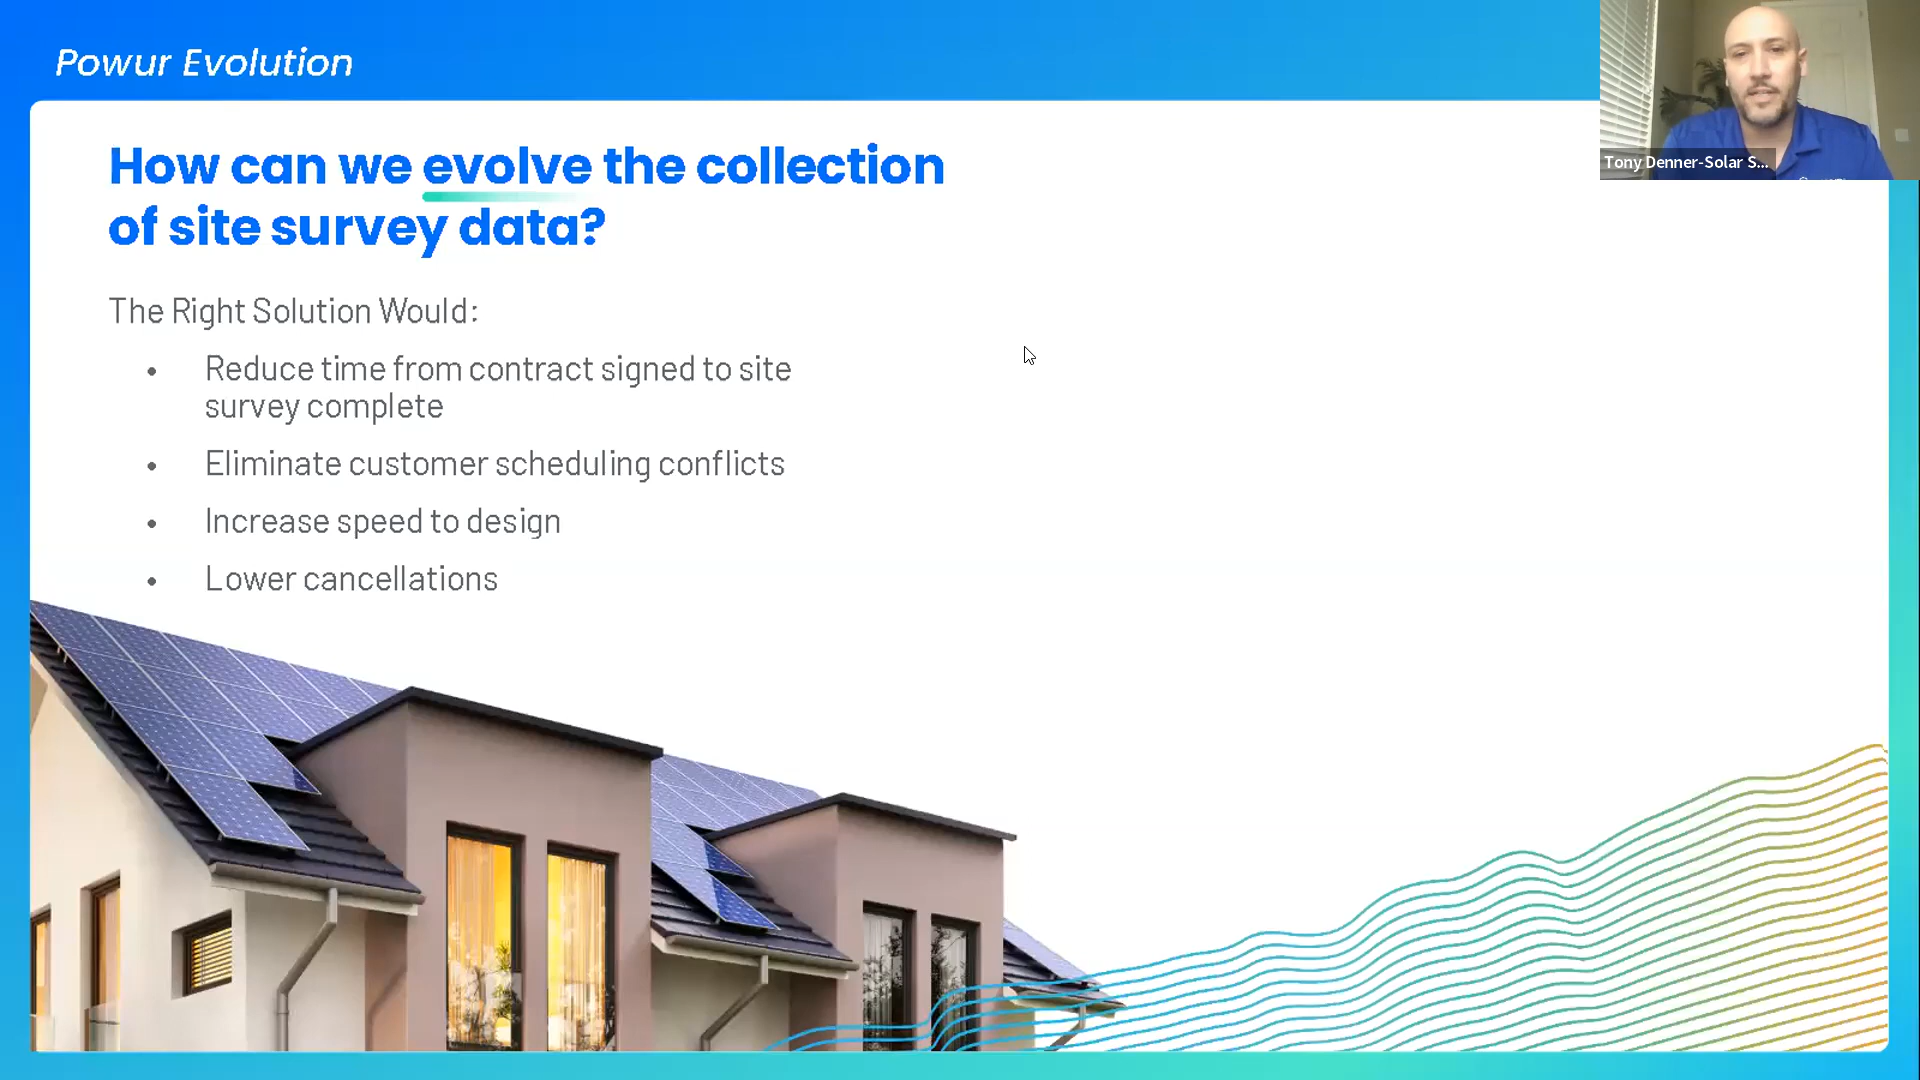 Powur Evolution
Tony Denner-Solar S...
How can we evolve the collection
of site survey data?
The Right Solution Would:
• Reduce time from contract signed to site
survey complete
• Eliminate customer scheduling conflicts
• Increase speed to design
• Lower cancellations